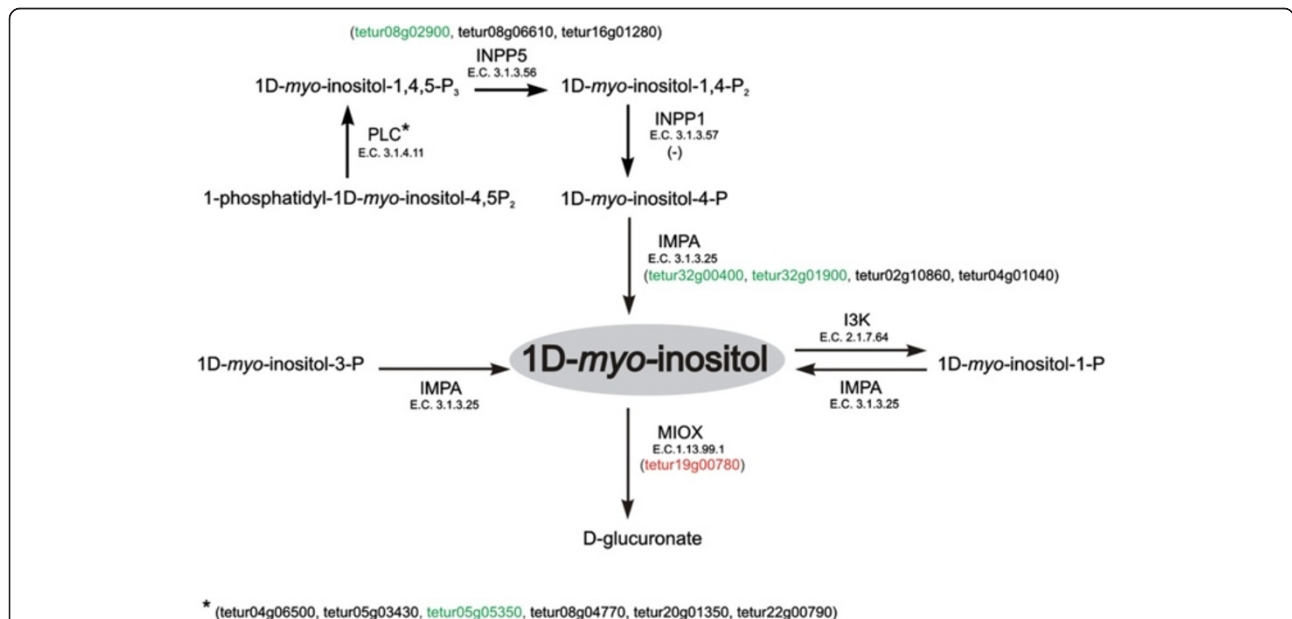 (tetur08g02900, tetur08g06610, tetur16g01280)
INPP5
E.C. 3.1.3.56
1D-myo-inositol-1,4,5-P₃
1D-myo-inositol-1,4-P₂
PLC*
E.C. 3.1.4.11
INPP1
E.C. 3.1.3.57
(-)
1-phosphatidyl-1D-myo-inositol-4,5P₂
1D-myo-inositol-4-P
IMPA
E.C. 3.1.3.25
(tetur32g00400, tetur32g01900, tetur02g10860, tetur04g01040)
1D-myo-inositol-3-P
IMPA
E.C. 3.1.3.25
1D-myo-inositol
I3K
E.C. 2.1.7.64
IMPA
E.C. 3.1.3.25
1D-myo-inositol-1-P
MIOX
E.C.1.13.99.1
(tetur19g00780)
D-glucuronate
* (tetur04g06500, tetur05g03430, tetur05g05350, tetur08g04770, tetur20g01350, tetur22g00790)